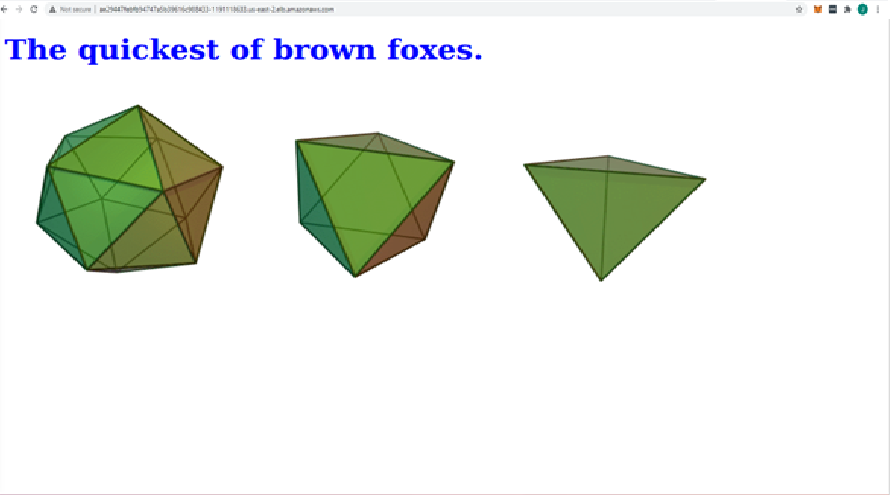 Not secure
The quickest of brown foxes.